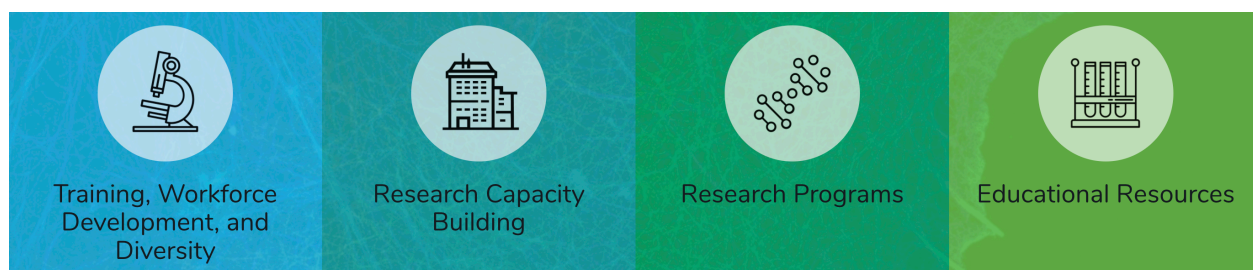 Training, Workforce
Development, and
Diversity
Research Capacity
Building
Research Programs
Educational Resources